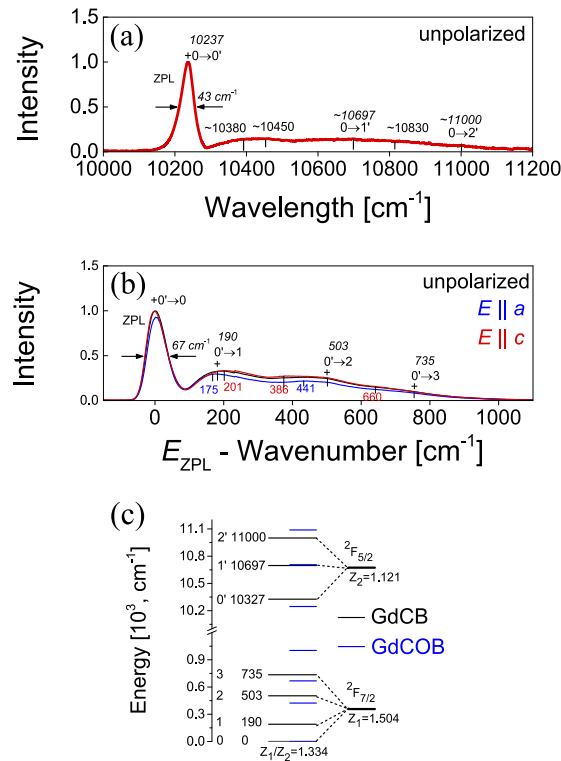 (a)
unpolarized
10237
+0→0'
ZPL
43 cm⁻¹
~10380
~10450
~10697
0→1'
~10830
~11000
0→2'
Intensity
1.5
1.0
0.5
0.0
10000 10200 10400 10600 10800 11000 11200
Wavelength [cm⁻¹]
(b)
unpolarized
E || a
E || c
+0'→0
ZPL
67 cm⁻¹
190
0'→1
503
0'→2
735
0'→3
175
201
386
441
660
Intensity
1.5
1.0
0.5
0.0
0 200 400 600 800 1000
E_ZPL - Wavenumber [cm⁻¹]
(c)
Energy [10³, cm⁻¹]
11.1
10.8
10.5
10.2
0.9
0.6
0.3
0.0
2' 11000
1' 10697
0' 10327
3 735
2 503
1 190
0 0
²F5/2
Z₂=1.121
GdCB
GdCOB
²F7/2
Z₁=1.504
Z₁/Z₂=1.334